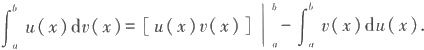 ∫_a^b u(x)dv(x) = [u(x)v(x)] |_a^b − ∫_a^b v(x)du(x).